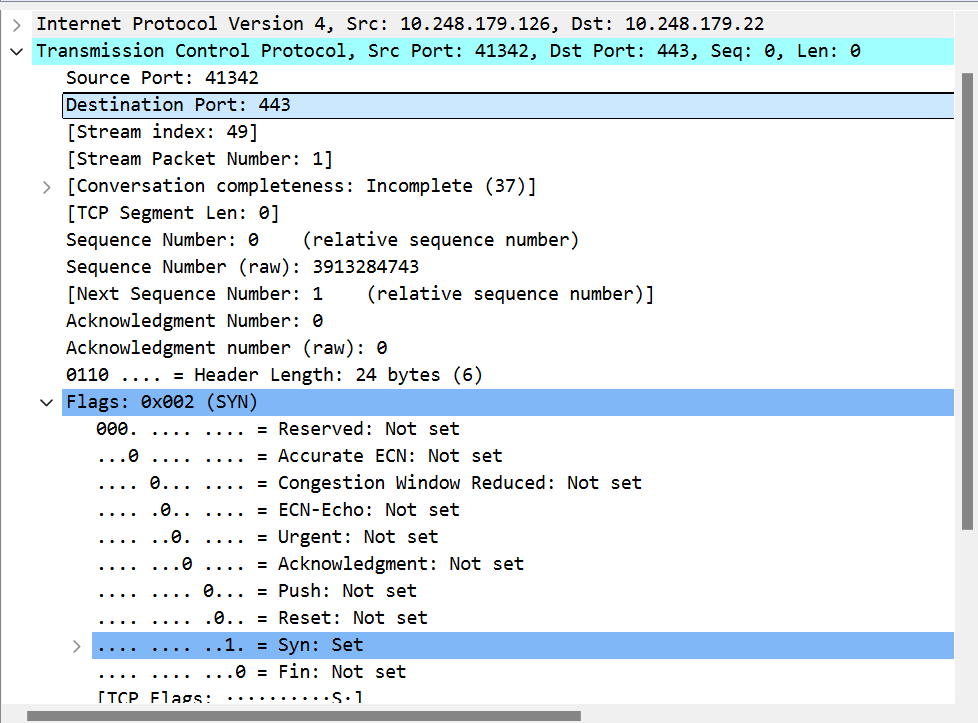 Internet Protocol Version 4, Src: 10.248.179.126, Dst: 10.248.179.22
Transmission Control Protocol, Src Port: 41342, Dst Port: 443, Seq: 0, Len: 0
Source Port: 41342
Destination Port: 443
[Stream index: 49]
[Stream Packet Number: 1]
[Conversation completeness: Incomplete (37)]
[TCP Segment Len: 0]
Sequence Number: 0    (relative sequence number)
Sequence Number (raw): 3913284743
[Next Sequence Number: 1    (relative sequence number)]
Acknowledgment Number: 0
Acknowledgment number (raw): 0
0110 .... = Header Length: 24 bytes (6)
Flags: 0x002 (SYN)
000. .... .... = Reserved: Not set
...0 .... .... = Accurate ECN: Not set
.... 0... .... = Congestion Window Reduced: Not set
.... .0.. .... = ECN-Echo: Not set
.... ..0. .... = Urgent: Not set
.... ...0 .... = Acknowledgment: Not set
.... .... 0... = Push: Not set
.... .... .0.. = Reset: Not set
.... .... ..1. = Syn: Set
.... .... ...0 = Fin: Not set
[TCP Flags: ··········S·]